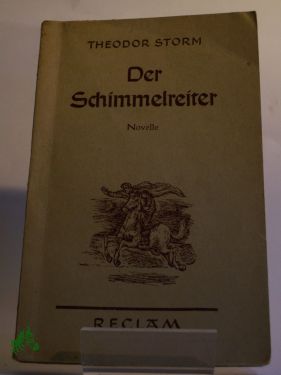 THEODOR STORM
Der
Schimmelreiter
Novelle
RECLAM